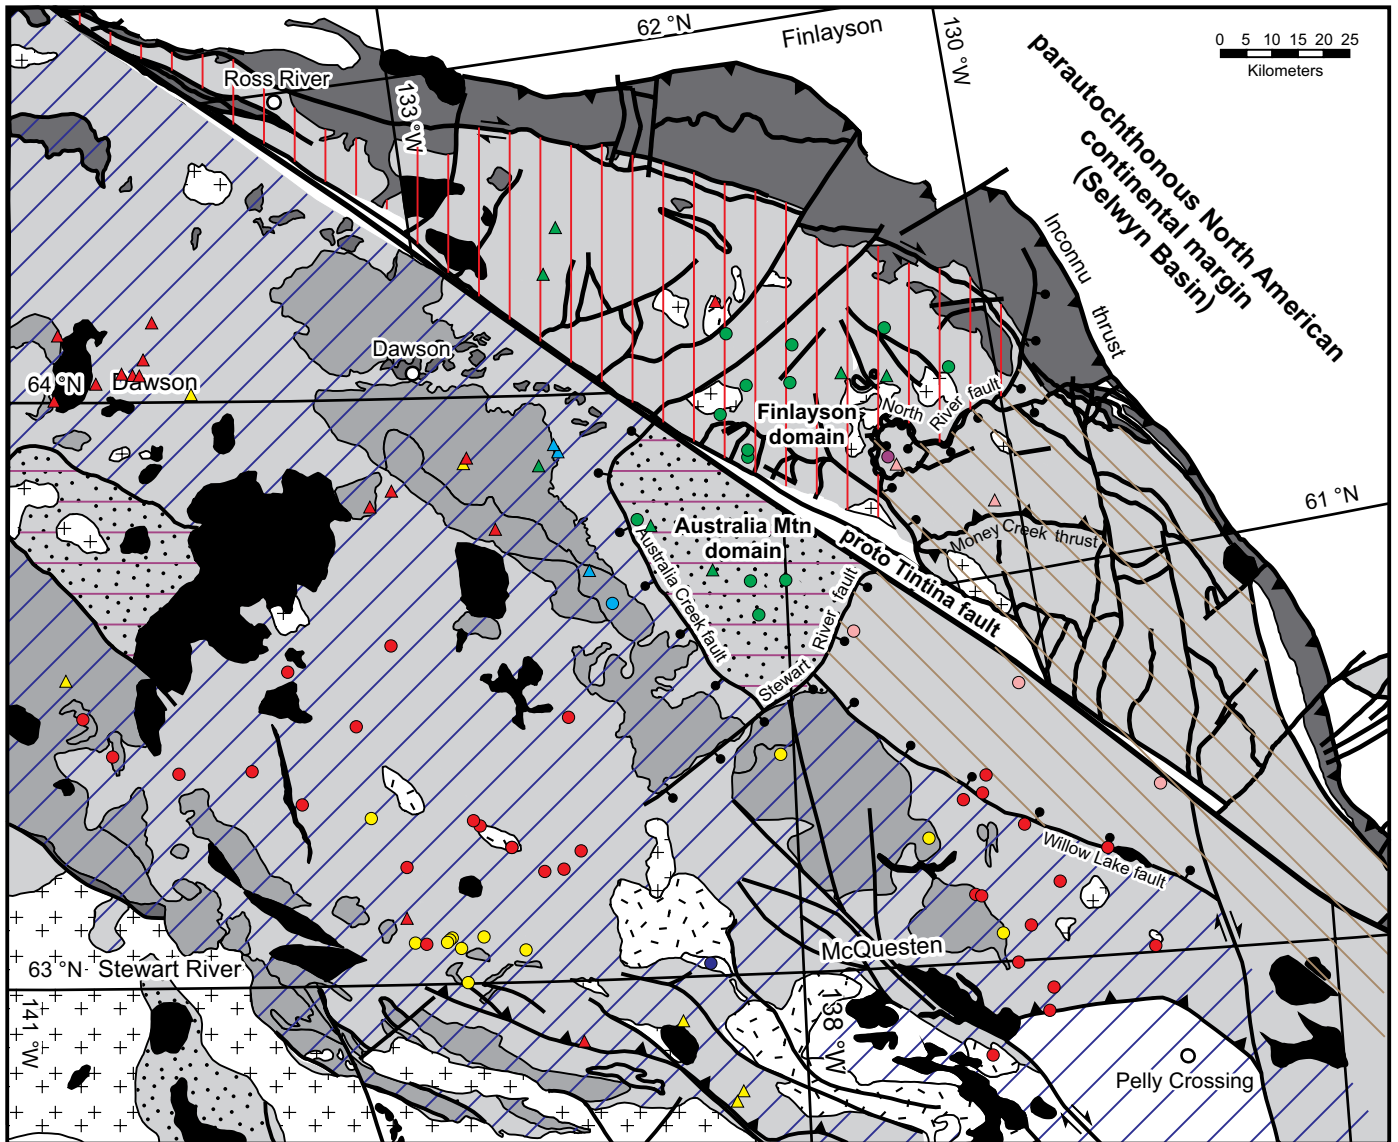 62 °N
Finlayson
130 °W
parautochthonous North American
continental margin
(Selwyn Basin)
0 5 10 15 20 25
Kilometers
Ross River
133 °W
Inconnu thrust
Dawson
64 °N
Dawson
Finlayson
domain
North River fault
61 °N
Australia Mtn
domain
proto Tintina fault
Money Creek thrust
Australia Creek fault
Stewart River fault
Willow Lake fault
McQuesten
63 °N
Stewart River
141 °W
138 °W
Pelly Crossing